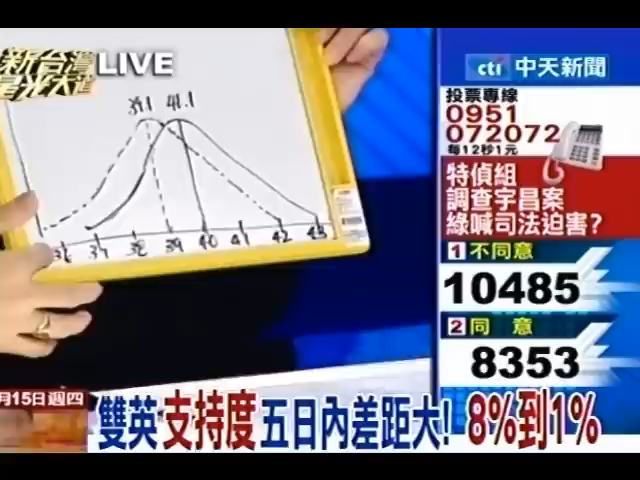 新台灣
星光大道
LIVE
cti 中天新聞
投票專線
0951
072072
每12秒1元
特偵組
調查宇昌案
綠喊司法迫害?
1 不同意
10485
2 同 意
8353
36 37 38 39 40 41 42 43
月15日週四
雙英支持度五日內差距大! 8%到1%